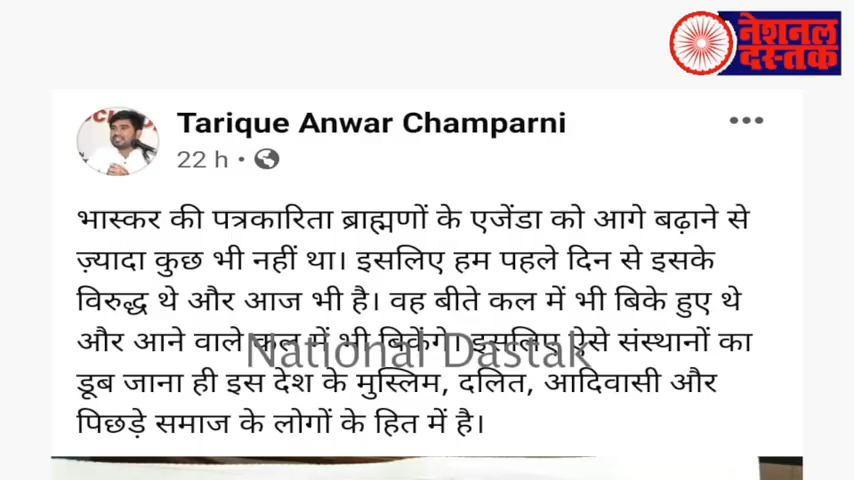 नेशनल
दस्तक
Tarique Anwar Champarni
22 h
भास्कर की पत्रकारिता ब्राह्मणों के एजेंडा को आगे बढ़ाने से
ज़्यादा कुछ भी नहीं था। इसलिए हम पहले दिन से इसके
विरुद्ध थे और आज भी है। वह बीते कल में भी बिके हुए थे
और आने वाले कल में भी बिकेंगे। इसलिए ऐसे संस्थानों का
National Dastak
डूब जाना ही इस देश के मुस्लिम, दलित, आदिवासी और
पिछड़े समाज के लोगों के हित में है।